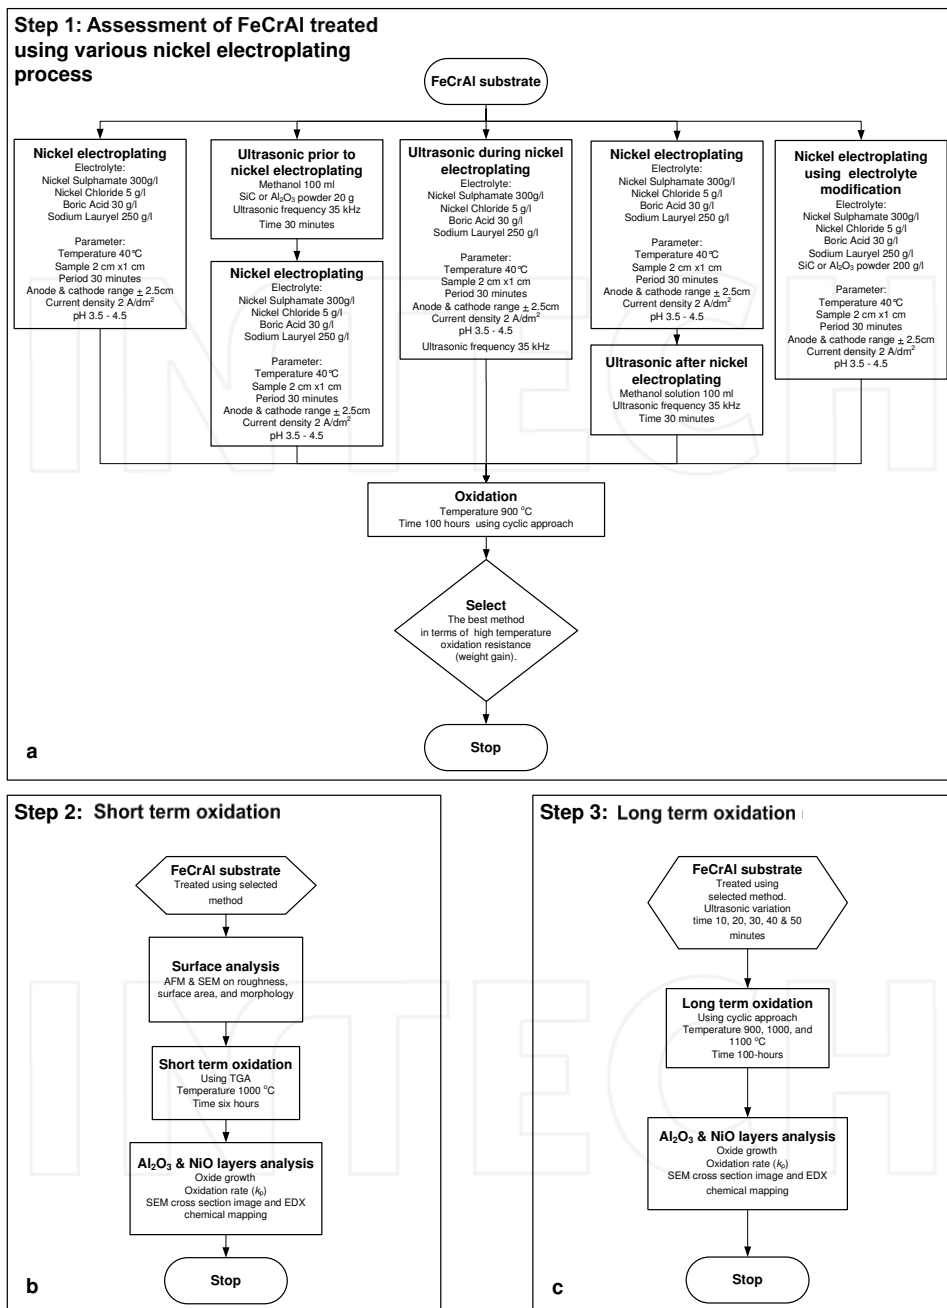 Step 1: Assessment of FeCrAl treated
using various nickel electroplating
process
FeCrAl substrate
Nickel electroplating
Electrolyte:
Nickel Sulphamate 300g/l
Nickel Chloride 5 g/l
Boric Acid 30 g/l
Sodium Lauryel 250 g/l
Parameter:
Temperature 40°C
Sample 2 cm x1 cm
Period 30 minutes
Anode & cathode range ± 2.5cm
Current density 2 A/dm²
pH 3.5 - 4.5
Ultrasonic prior to
nickel electroplating
Methanol 100 ml
SiC or Al₂O₃ powder 20 g
Ultrasonic frequency 35 kHz
Time 30 minutes
Nickel electroplating
Electrolyte:
Nickel Sulphamate 300g/l
Nickel Chloride 5 g/l
Boric Acid 30 g/l
Sodium Lauryel 250 g/l
Parameter:
Temperature 40°C
Sample 2 cm x1 cm
Period 30 minutes
Anode & cathode range ± 2.5cm
Current density 2 A/dm²
pH 3.5 - 4.5
Ultrasonic during nickel
electroplating
Electrolyte:
Nickel Sulphamate 300g/l
Nickel Chloride 5 g/l
Boric Acid 30 g/l
Sodium Lauryel 250 g/l
Parameter:
Temperature 40°C
Sample 2 cm x1 cm
Period 30 minutes
Anode & cathode range ± 2.5cm
Current density 2 A/dm²
pH 3.5 - 4.5
Ultrasonic frequency 35 kHz
Nickel electroplating
Electrolyte:
Nickel Sulphamate 300g/l
Nickel Chloride 5 g/l
Boric Acid 30 g/l
Sodium Lauryel 250 g/l
Parameter:
Temperature 40°C
Sample 2 cm x1 cm
Period 30 minutes
Anode & cathode range ± 2.5cm
Current density 2 A/dm²
pH 3.5 - 4.5
Ultrasonic after nickel
electroplating
Methanol solution 100 ml
Ultrasonic frequency 35 kHz
Time 30 minutes
Nickel electroplating
using electrolyte
modification
Electrolyte:
Nickel Sulphamate 300g/l
Nickel Chloride 5 g/l
Boric Acid 30 g/l
Sodium Lauryel 250 g/l
SiC or Al₂O₃ powder 200 g/l
Parameter:
Temperature 40°C
Sample 2 cm x1 cm
Period 30 minutes
Anode & cathode range ± 2.5cm
Current density 2 A/dm²
pH 3.5 - 4.5
Oxidation
Temperature 900 °C
Time 100 hours using cyclic approach
Select
The best method
in terms of high temperature
oxidation resistance
(weight gain).
Stop
a
INTECH
Step 2: Short term oxidation
FeCrAl substrate
Treated using selected
method
Surface analysis
AFM & SEM on roughness,
surface area, and morphology
Short term oxidation
Using TGA
Temperature 1000 °C
Time six hours
Al₂O₃ & NiO layers analysis
Oxide growth
Oxidation rate (kₚ)
SEM cross section image and EDX
chemical mapping
Stop
b
Step 3: Long term oxidation
FeCrAl substrate
Treated using
selected method.
Ultrasonic variation
time 10, 20, 30, 40 & 50
minutes
Long term oxidation
Using cyclic approach
Temperature 900, 1000, and
1100 °C
Time 100-hours
Al₂O₃ & NiO layers analysis
Oxide growth
Oxidation rate (kₚ)
SEM cross section image and EDX
chemical mapping
Stop
c
INTECH